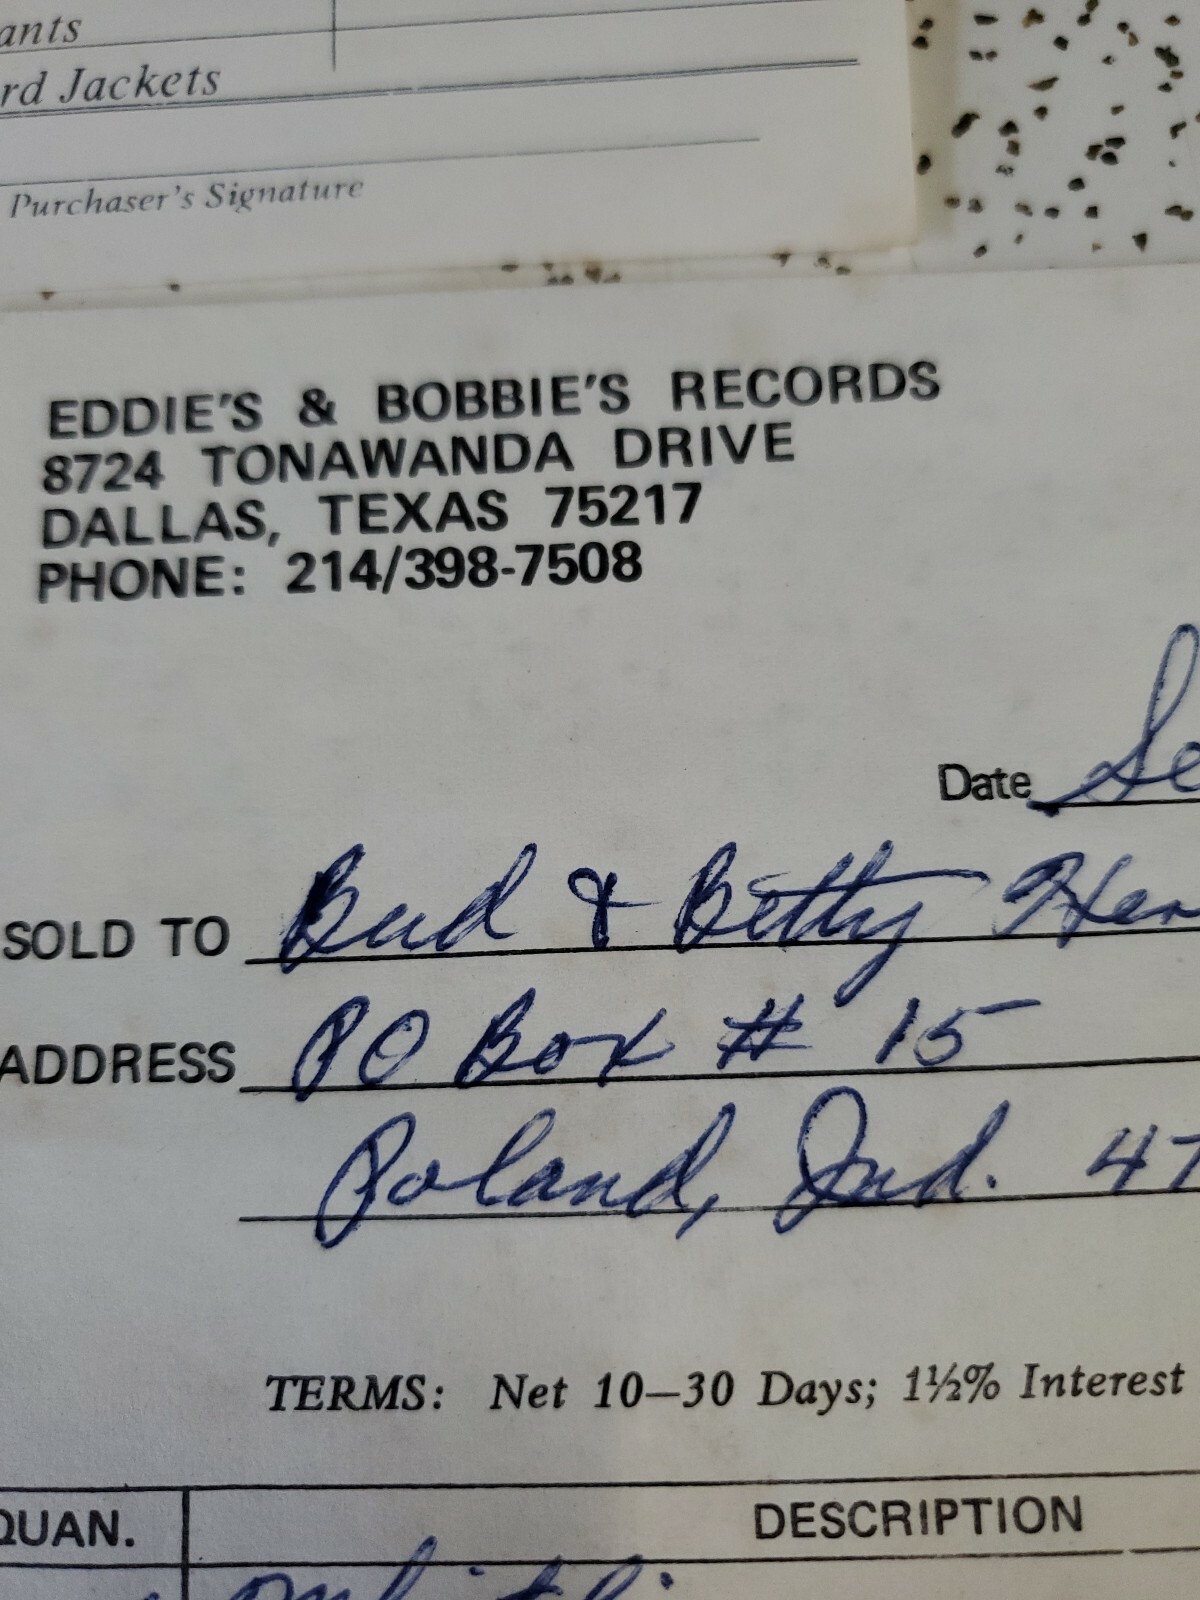 ants
rd Jackets
Purchaser's Signature
EDDIE'S & BOBBIE'S RECORDS
8724 TONAWANDA DRIVE
DALLAS, TEXAS 75217
PHONE: 214/398-7508
Date Se
SOLD TO Bud & Betty Hen
ADDRESS PO Box # 15
Poland, Ind. 47
TERMS: Net 10–30 Days; 1½% Interest
QUAN. DESCRIPTION